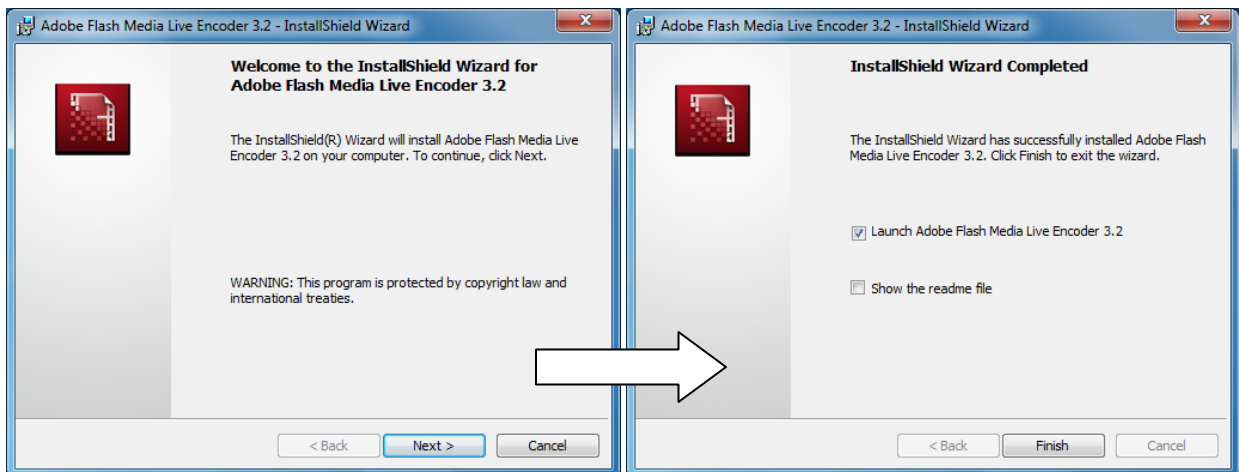 Adobe Flash Media Live Encoder 3.2 - InstallShield Wizard
Welcome to the InstallShield Wizard for
Adobe Flash Media Live Encoder 3.2
The InstallShield(R) Wizard will install Adobe Flash Media Live
Encoder 3.2 on your computer. To continue, click Next.
WARNING: This program is protected by copyright law and
international treaties.
< Back
Next >
Cancel
Adobe Flash Media Live Encoder 3.2 - InstallShield Wizard
InstallShield Wizard Completed
The InstallShield Wizard has successfully installed Adobe Flash
Media Live Encoder 3.2. Click Finish to exit the wizard.
Launch Adobe Flash Media Live Encoder 3.2
Show the readme file
< Back
Finish
Cancel